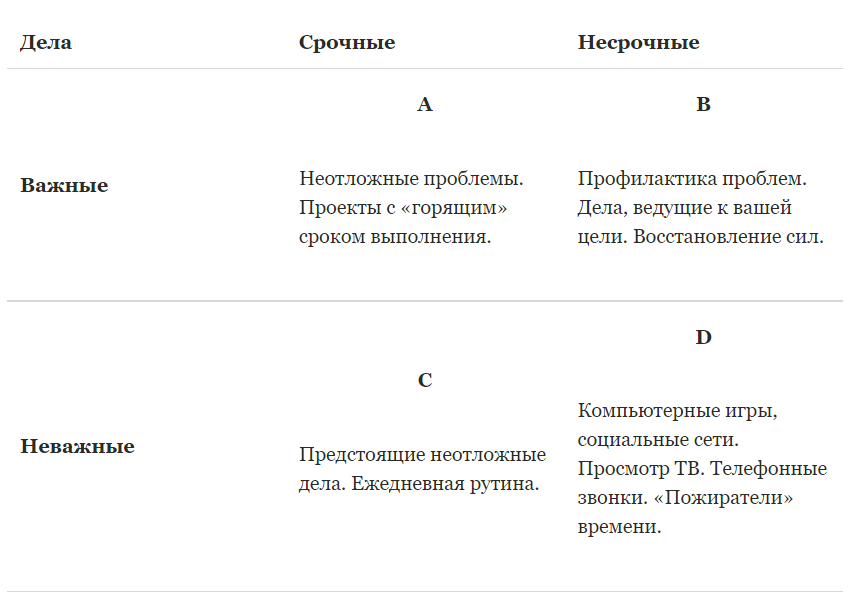 Дела
Срочные
Несрочные
A
B
Важные
Неотложные проблемы.
Проекты с «горящим»
сроком выполнения.
Профилактика проблем.
Дела, ведущие к вашей
цели. Восстановление сил.
Неважные
C
Предстоящие неотложные
дела. Ежедневная рутина.
D
Компьютерные игры,
социальные сети.
Просмотр ТВ. Телефонные
звонки. «Пожиратели»
времени.